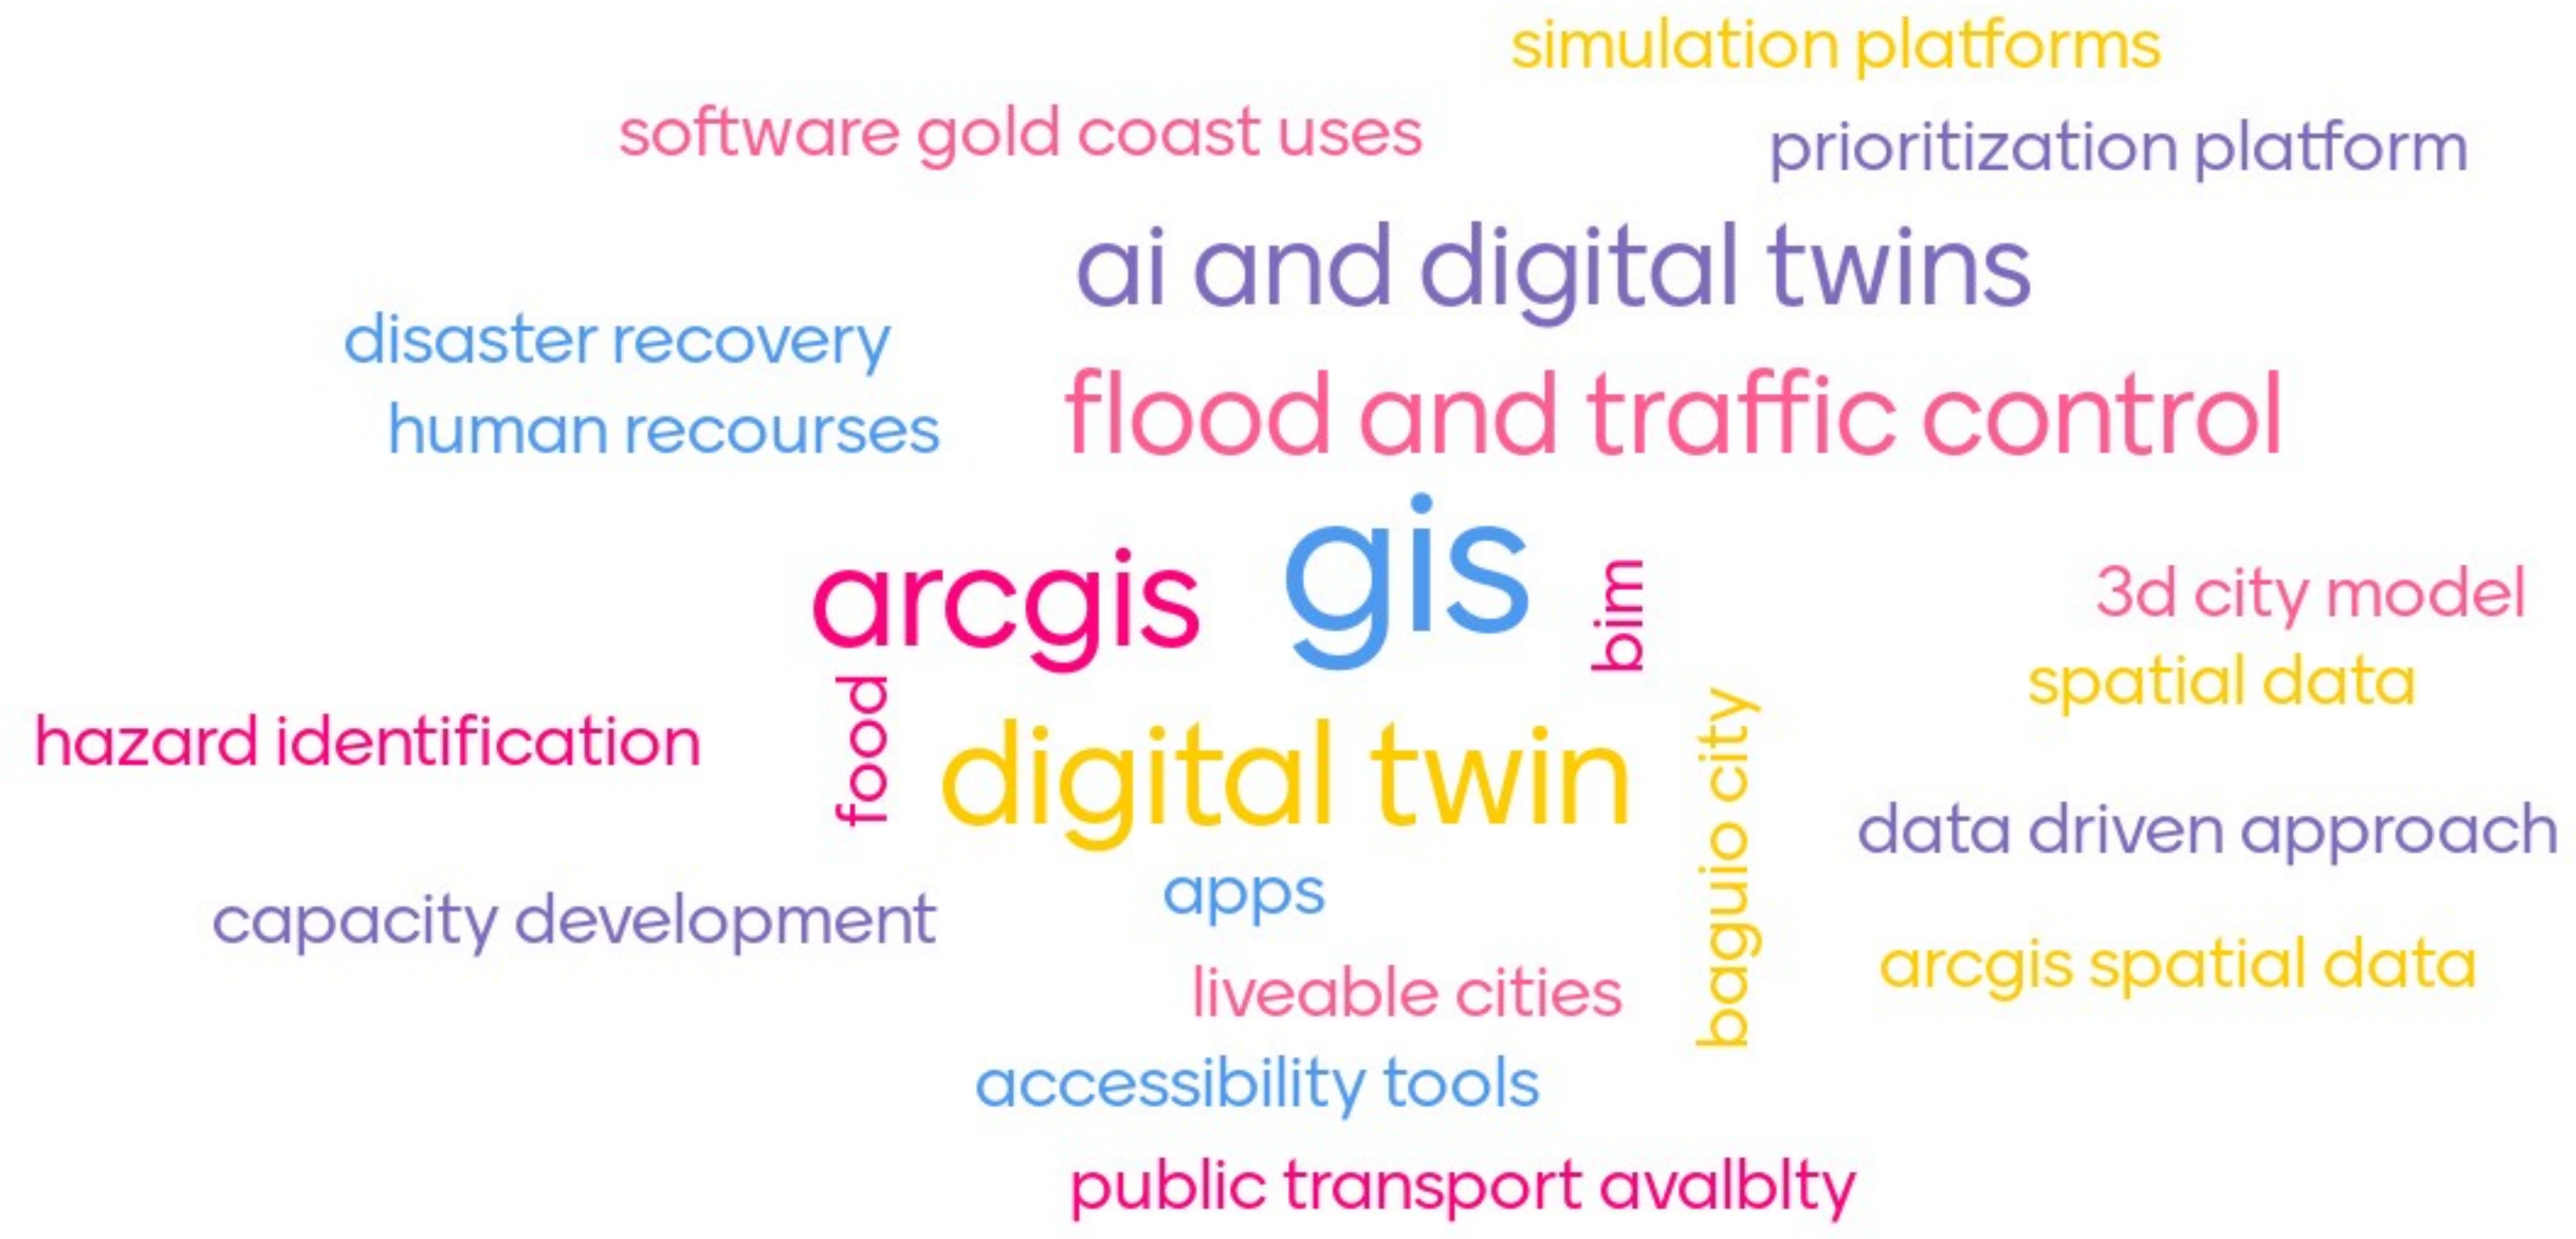 simulation platforms
software gold coast uses
prioritization platform
ai and digital twins
disaster recovery
flood and traffic control
human recourses
gis
arcgis
bim
3d city model
spatial data
hazard identification
food
digital twin
baguio city
data driven approach
apps
capacity development
arcgis spatial data
liveable cities
accessibility tools
public transport avalblty